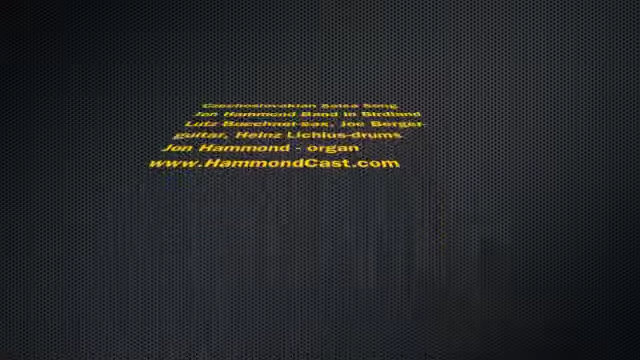 Czechoslovakian Salsa Song
Jon Hammond Band in Birdland
Lutz Buechner-sax, Joe Berger-
guitar, Heinz Lichius-drums
Jon Hammond - organ
www.HammondCast.com